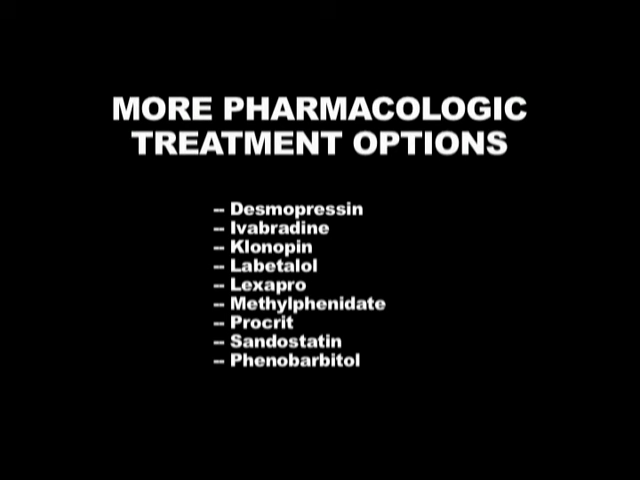 MORE PHARMACOLOGIC
TREATMENT OPTIONS
-- Desmopressin
-- Ivabradine
-- Klonopin
-- Labetalol
-- Lexapro
-- Methylphenidate
-- Procrit
-- Sandostatin
-- Phenobarbitol